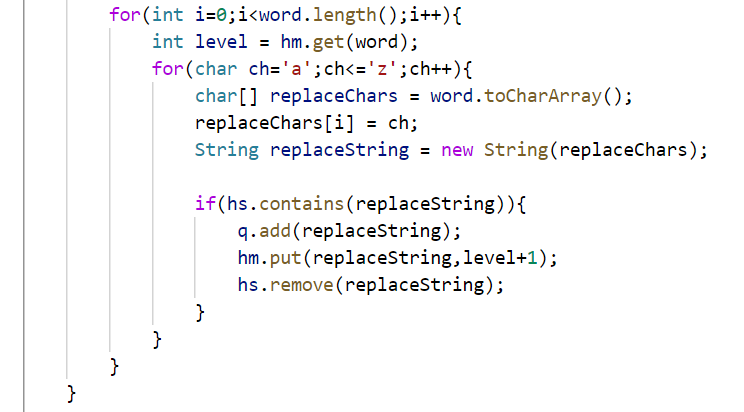 for(int i=0;i<word.length();i++){
int level = hm.get(word);
for(char ch='a';ch<='z';ch++){
char[] replaceChars = word.toCharArray();
replaceChars[i] = ch;
String replaceString = new String(replaceChars);
if(hs.contains(replaceString)){
q.add(replaceString);
hm.put(replaceString,level+1);
hs.remove(replaceString);
}
}
}
}